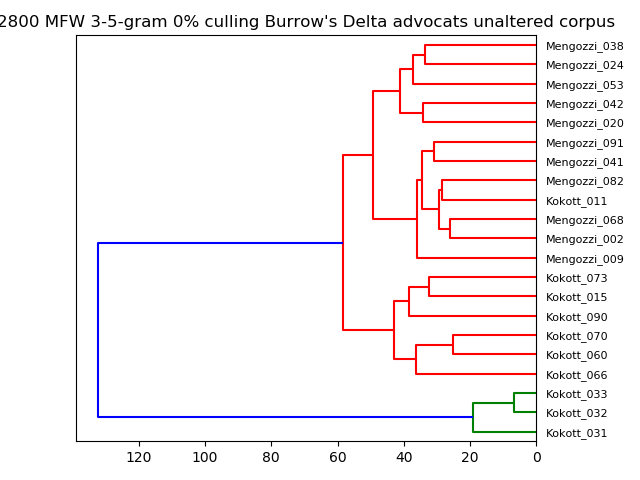 2800 MFW 3-5-gram 0% culling Burrow's Delta advocats unaltered corpus
Mengozzi_038
Mengozzi_024
Mengozzi_053
Mengozzi_042
Mengozzi_020
Mengozzi_091
Mengozzi_041
Mengozzi_082
Kokott_011
Mengozzi_068
Mengozzi_002
Mengozzi_009
Kokott_073
Kokott_015
Kokott_090
Kokott_070
Kokott_060
Kokott_066
Kokott_033
Kokott_032
Kokott_031
120 100 80 60 40 20 0